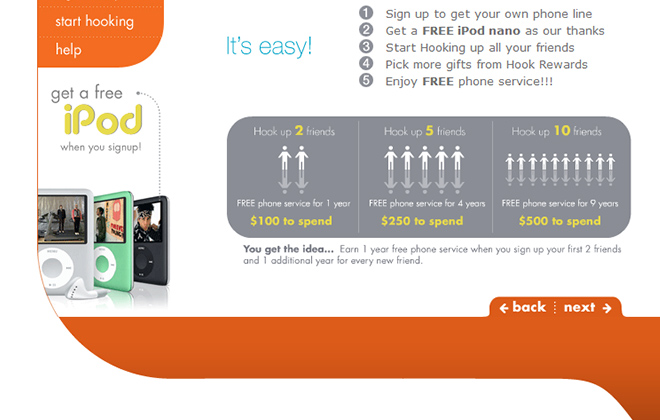 start hooking
help
get a free
iPod
when you signup!
It's easy!
1 Sign up to get your own phone line
2 Get a FREE iPod nano as our thanks
3 Start Hooking up all your friends
4 Pick more gifts from Hook Rewards
5 Enjoy FREE phone service!!!
Hook up 2 friends
FREE phone service for 1 year
$100 to spend
Hook up 5 friends
FREE phone service for 4 years
$250 to spend
Hook up 10 friends
FREE phone service for 9 years
$500 to spend
You get the idea... Earn 1 year free phone service when you sign up your first 2 friends
and 1 additional year for every new friend.
back
next